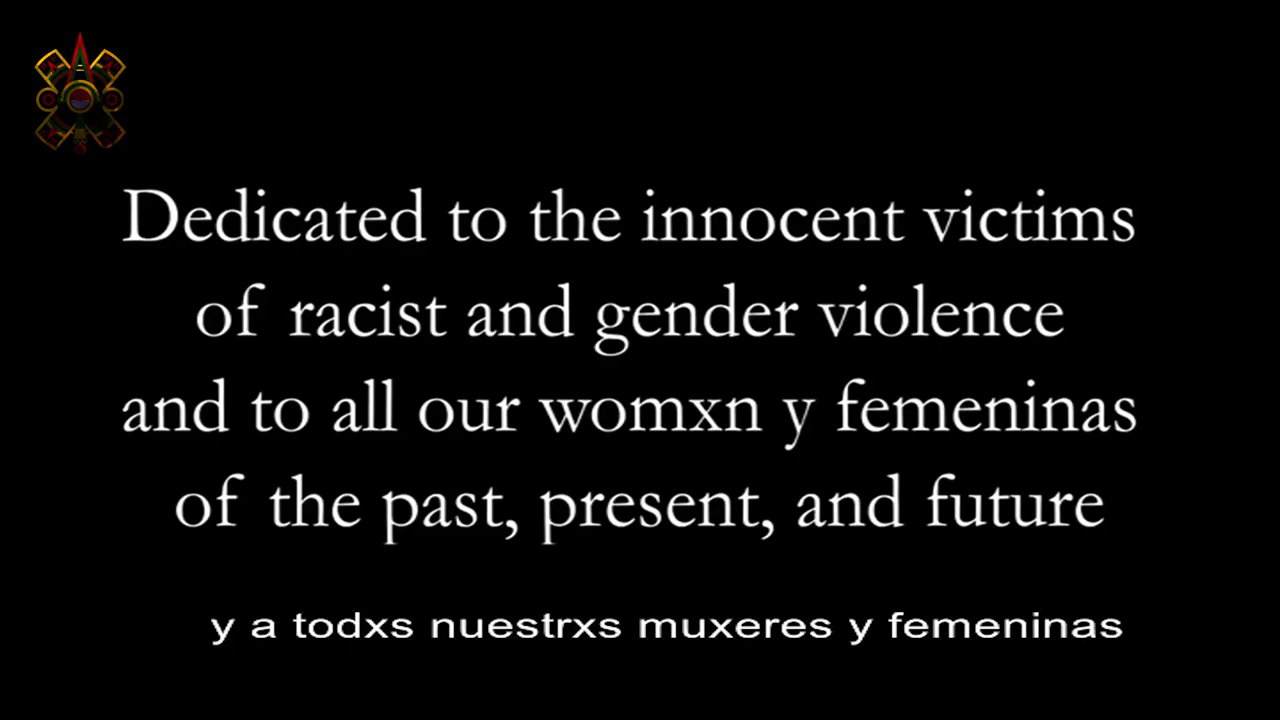 Dedicated to the innocent victims
of racist and gender violence
and to all our womxn y femeninas
of the past, present, and future
y a todxs nuestrxs muxeres y femeninas